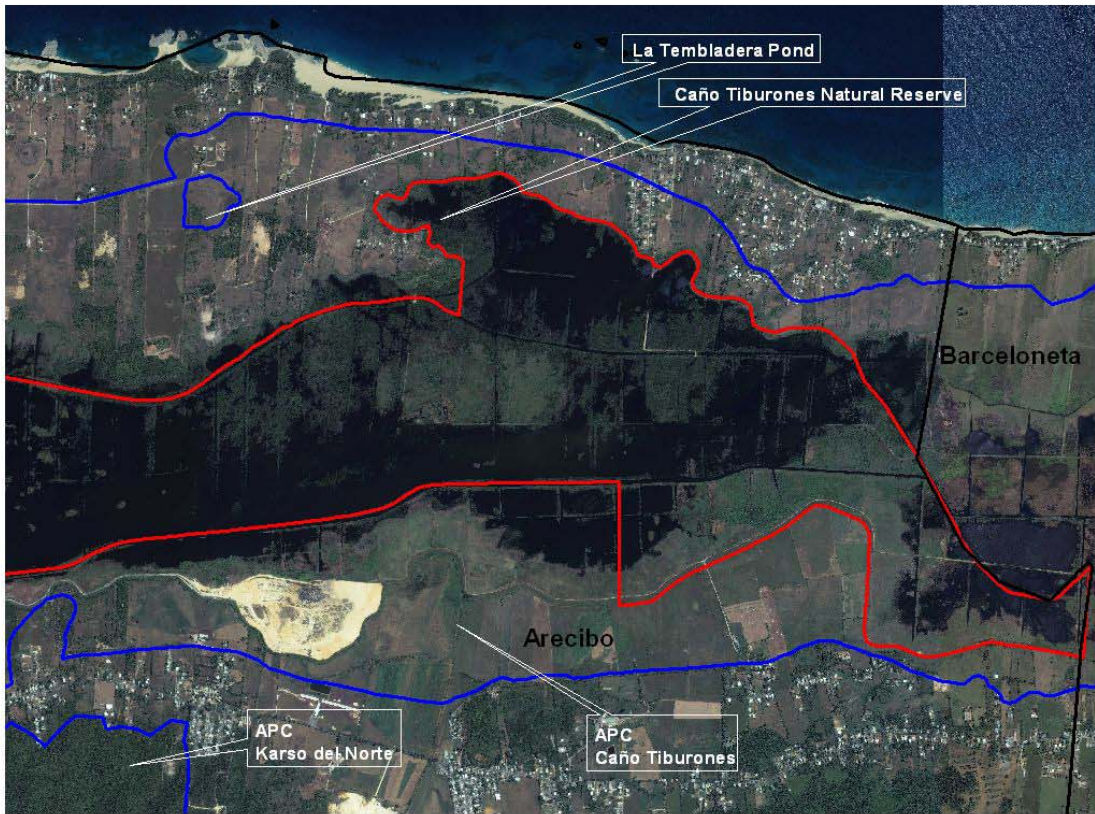 La Tembladera Pond
Caño Tiburones Natural Reserve
Barceloneta
Arecibo
APC
Karso del Norte
APC
Caño Tiburones